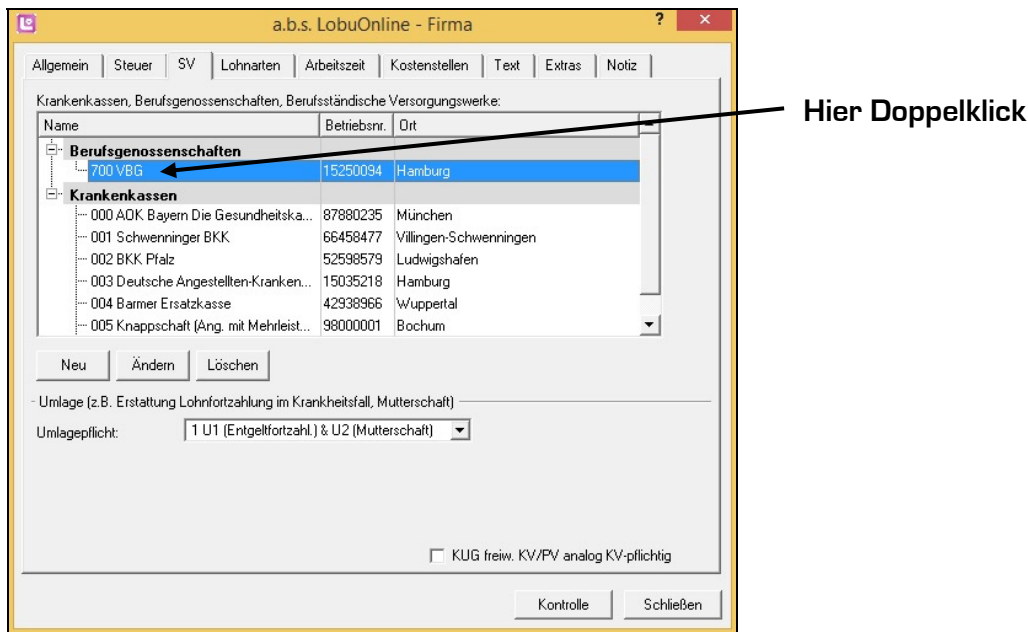 a.b.s. LobuOnline - Firma ? ×
Allgemein Steuer SV Lohnarten Arbeitszeit Kostenstellen Text Extras Notiz
Krankenkassen, Berufsgenossenschaften, Berufsständische Versorgungswerke:
Hier Doppelklick
Name Betriebsnr. Ort
Berufsgenossenschaften
700 VBG 15250094 Hamburg
Krankenkassen
000 AOK Bayern Die Gesundheitska... 87880235 München
001 Schwenninger BKK 66458477 Villingen-Schwenningen
002 BKK Pfalz 52598579 Ludwigshafen
003 Deutsche Angestellten-Kranken... 15035218 Hamburg
004 Barmer Ersatzkasse 42938966 Wuppertal
005 Knappschaft (Ang. mit Mehrleist... 98000001 Bochum
Neu Ändern Löschen
Umlage (z.B. Erstattung Lohnfortzahlung im Krankheitsfall, Mutterschaft)
Umlagepflicht: 1 U1 (Entgeltfortzahl.) & U2 (Mutterschaft)
KUG freiw. KV/PV analog KV-pflichtig
Kontrolle Schließen